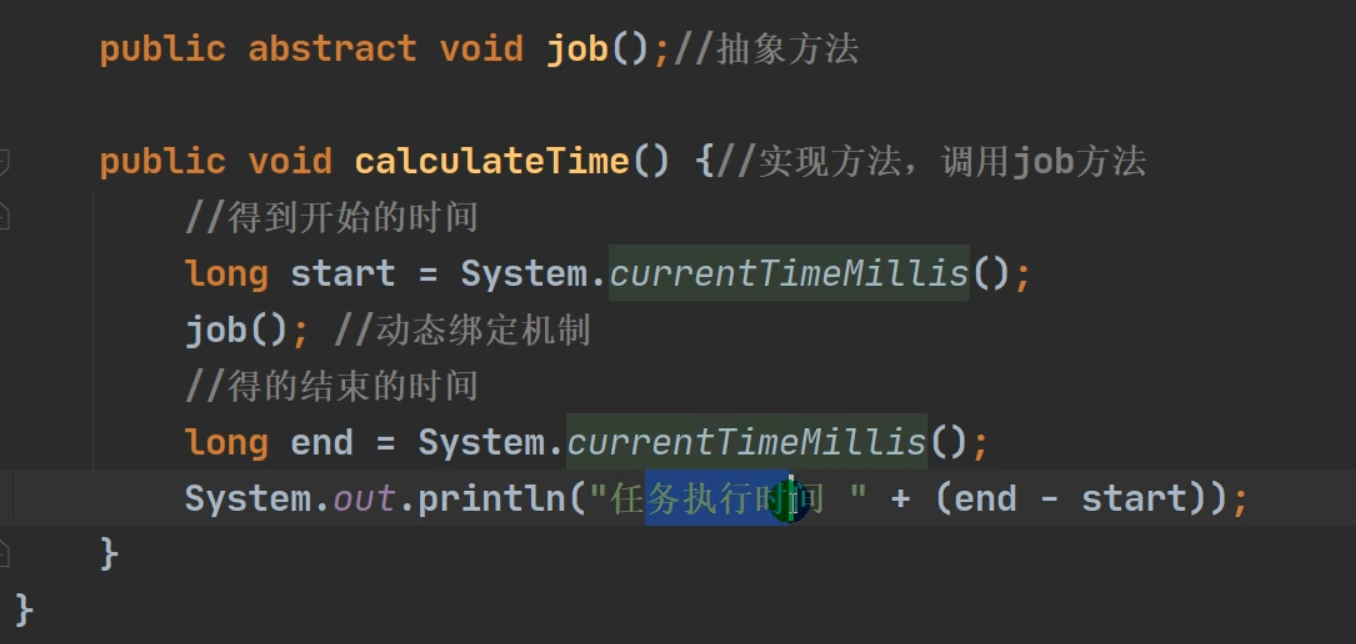 public abstract void job();//抽象方法
public void calculateTime() {//实现方法，调用job方法
//得到开始的时间
long start = System.currentTimeMillis();
job(); //动态绑定机制
//得的结束的时间
long end = System.currentTimeMillis();
System.out.println("任务执行时间 " + (end - start));
}
}